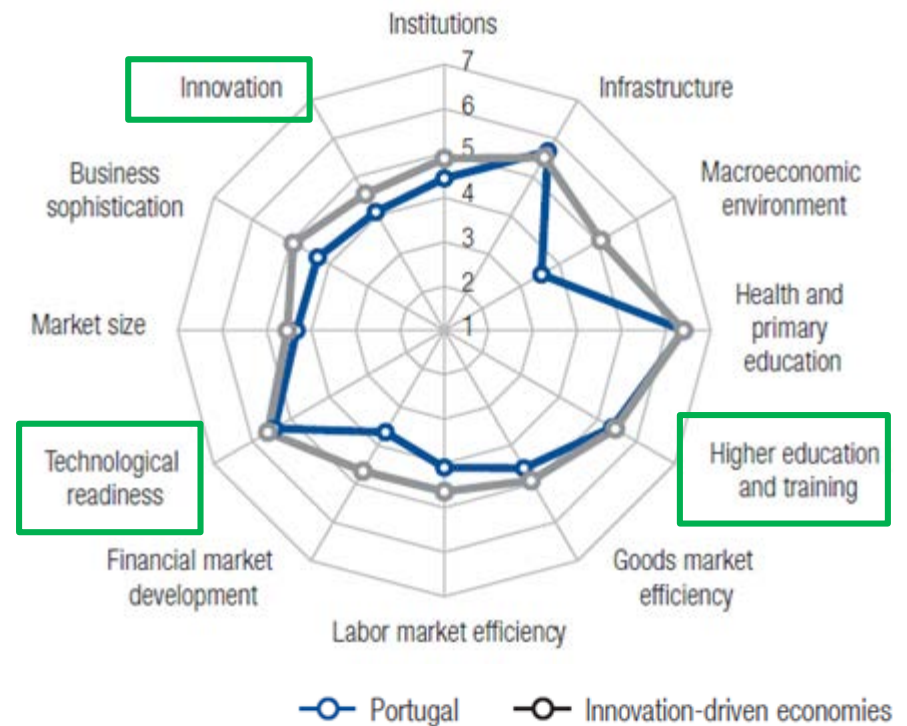 Institutions
7
6
5
4
3
2
1
Infrastructure
Macroeconomic
environment
Health and
primary
education
Higher education
and training
Goods market
efficiency
Labor market efficiency
Financial market
development
Technological
readiness
Market size
Business
sophistication
Innovation
Portugal
Innovation-driven economies